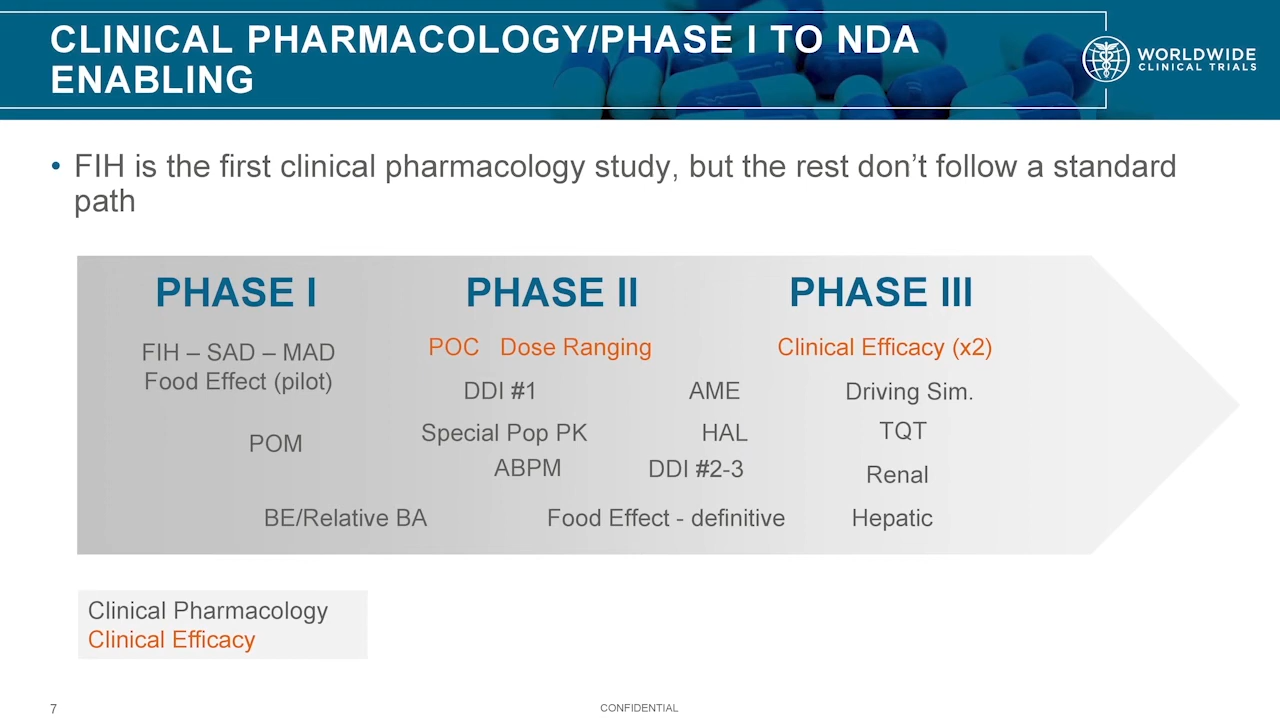 CLINICAL PHARMACOLOGY/PHASE I TO NDA
ENABLING
WORLDWIDE
CLINICAL TRIALS
• FIH is the first clinical pharmacology study, but the rest don’t follow a standard
path
PHASE I
PHASE II
PHASE III
FIH – SAD – MAD
Food Effect (pilot)
POC Dose Ranging
Clinical Efficacy (x2)
DDI #1
AME
Driving Sim.
POM
Special Pop PK
HAL
TQT
ABPM
DDI #2-3
Renal
BE/Relative BA
Food Effect - definitive
Hepatic
Clinical Pharmacology
Clinical Efficacy
7
CONFIDENTIAL